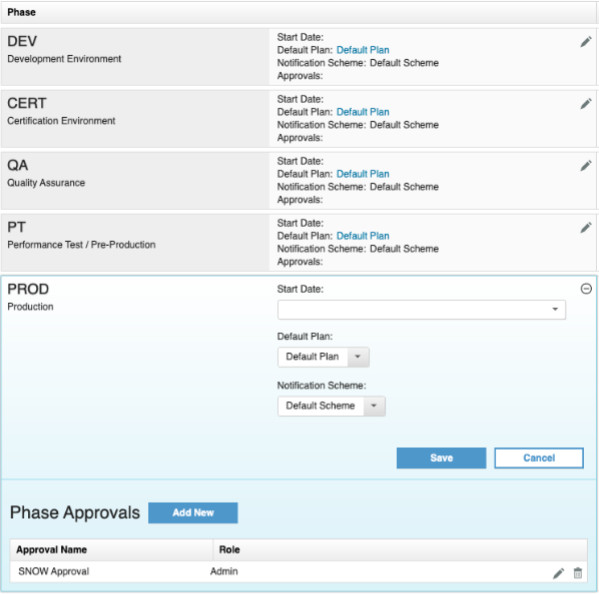 Phase
DEV
Development Environment
Start Date:
Default Plan: Default Plan
Notification Scheme: Default Scheme
Approvals:
CERT
Certification Environment
Start Date:
Default Plan: Default Plan
Notification Scheme: Default Scheme
Approvals:
QA
Quality Assurance
Start Date:
Default Plan: Default Plan
Notification Scheme: Default Scheme
Approvals:
PT
Performance Test / Pre-Production
Start Date:
Default Plan: Default Plan
Notification Scheme: Default Scheme
Approvals:
PROD
Production
Start Date:
Default Plan:
Default Plan
Notification Scheme:
Default Scheme
Save Cancel
Phase Approvals Add New
Approval Name Role
SNOW Approval Admin